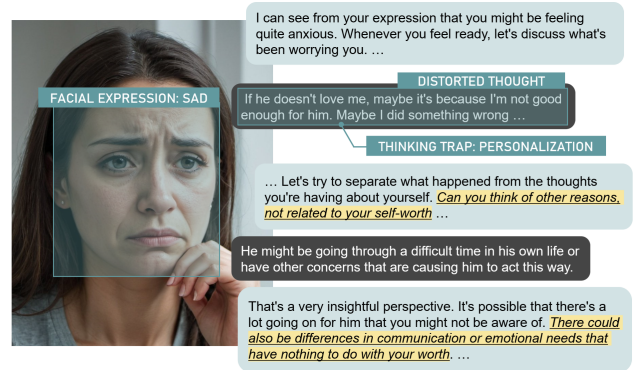 I can see from your expression that you might be feeling
quite anxious. Whenever you feel ready, let's discuss what's
been worrying you. …
DISTORTED THOUGHT
FACIAL EXPRESSION: SAD
If he doesn't love me, maybe it's because I'm not good
enough for him. Maybe I did something wrong …
THINKING TRAP: PERSONALIZATION
… Let's try to separate what happened from the thoughts
you're having about yourself. Can you think of other reasons,
not related to your self-worth …
He might be going through a difficult time in his own life or
have other concerns that are causing him to act this way.
That's a very insightful perspective. It's possible that there's a
lot going on for him that you might not be aware of. There could
also be differences in communication or emotional needs that
have nothing to do with your worth. …